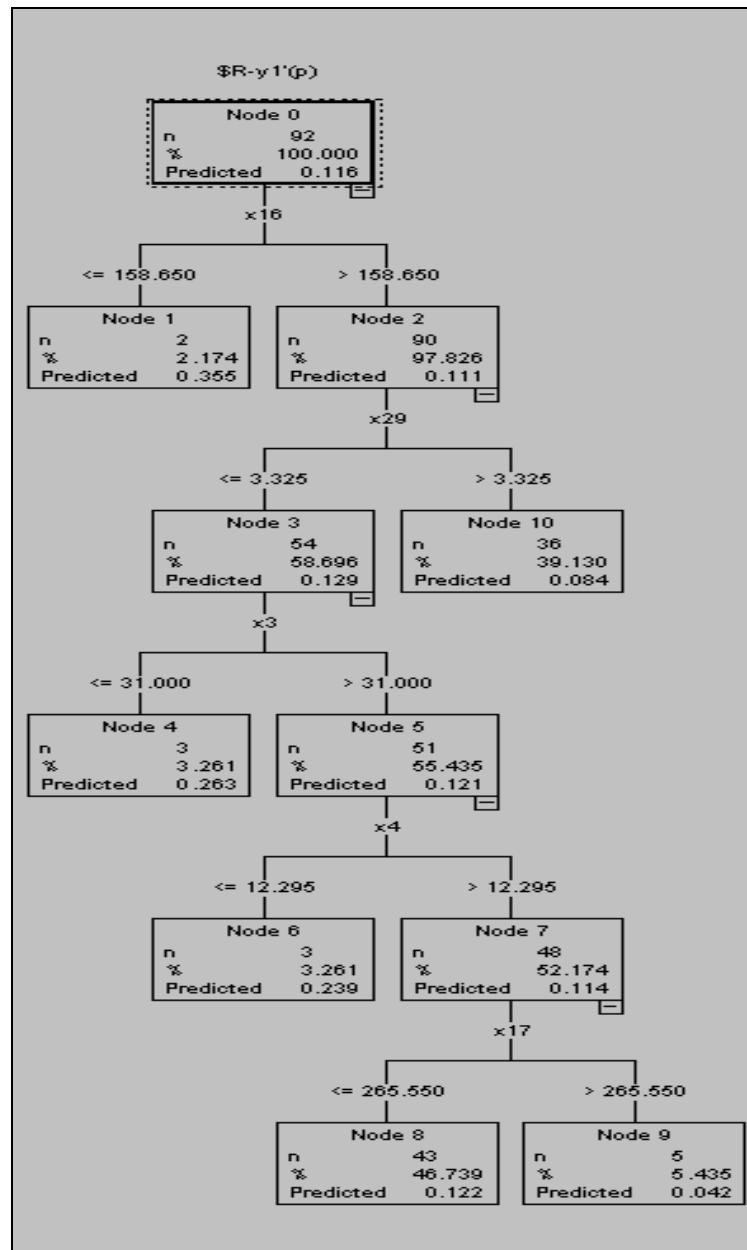 $R-y1'(p)
Node 0
n 92
% 100.000
Predicted 0.116
x16
<= 158.650 > 158.650
Node 1
n 2
% 2.174
Predicted 0.355
Node 2
n 90
% 97.826
Predicted 0.111
x29
<= 3.325 > 3.325
Node 3
n 54
% 58.696
Predicted 0.129
Node 10
n 36
% 39.130
Predicted 0.084
x3
<= 31.000 > 31.000
Node 4
n 3
% 3.261
Predicted 0.263
Node 5
n 51
% 55.435
Predicted 0.121
x4
<= 12.295 > 12.295
Node 6
n 3
% 3.261
Predicted 0.239
Node 7
n 48
% 52.174
Predicted 0.114
x17
<= 265.550 > 265.550
Node 8
n 43
% 46.739
Predicted 0.122
Node 9
n 5
% 5.435
Predicted 0.042